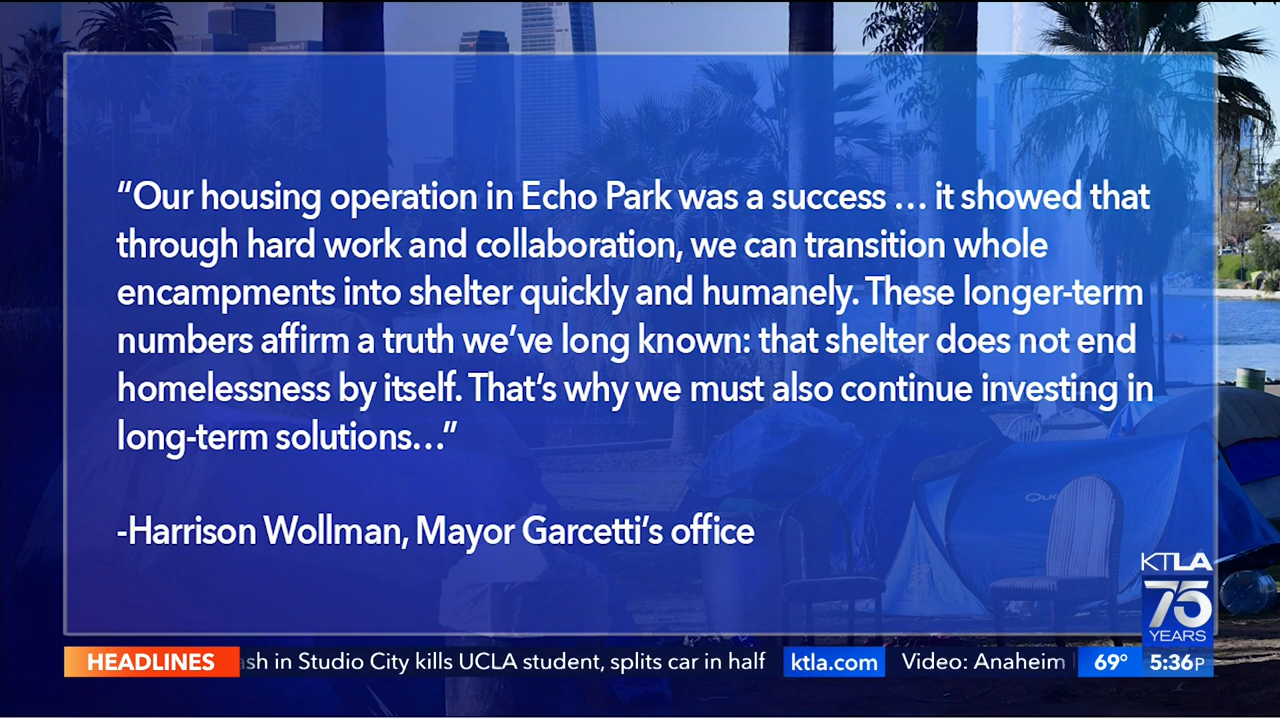 “Our housing operation in Echo Park was a success … it showed that
through hard work and collaboration, we can transition whole
encampments into shelter quickly and humanely. These longer-term
numbers affirm a truth we’ve long known: that shelter does not end
homelessness by itself. That’s why we must also continue investing in
long-term solutions…”
-Harrison Wollman, Mayor Garcetti’s office
KTLA
75
YEARS
HEADLINES ash in Studio City kills UCLA student, splits car in half ktla.com Video: Anaheim 69° 5:36P